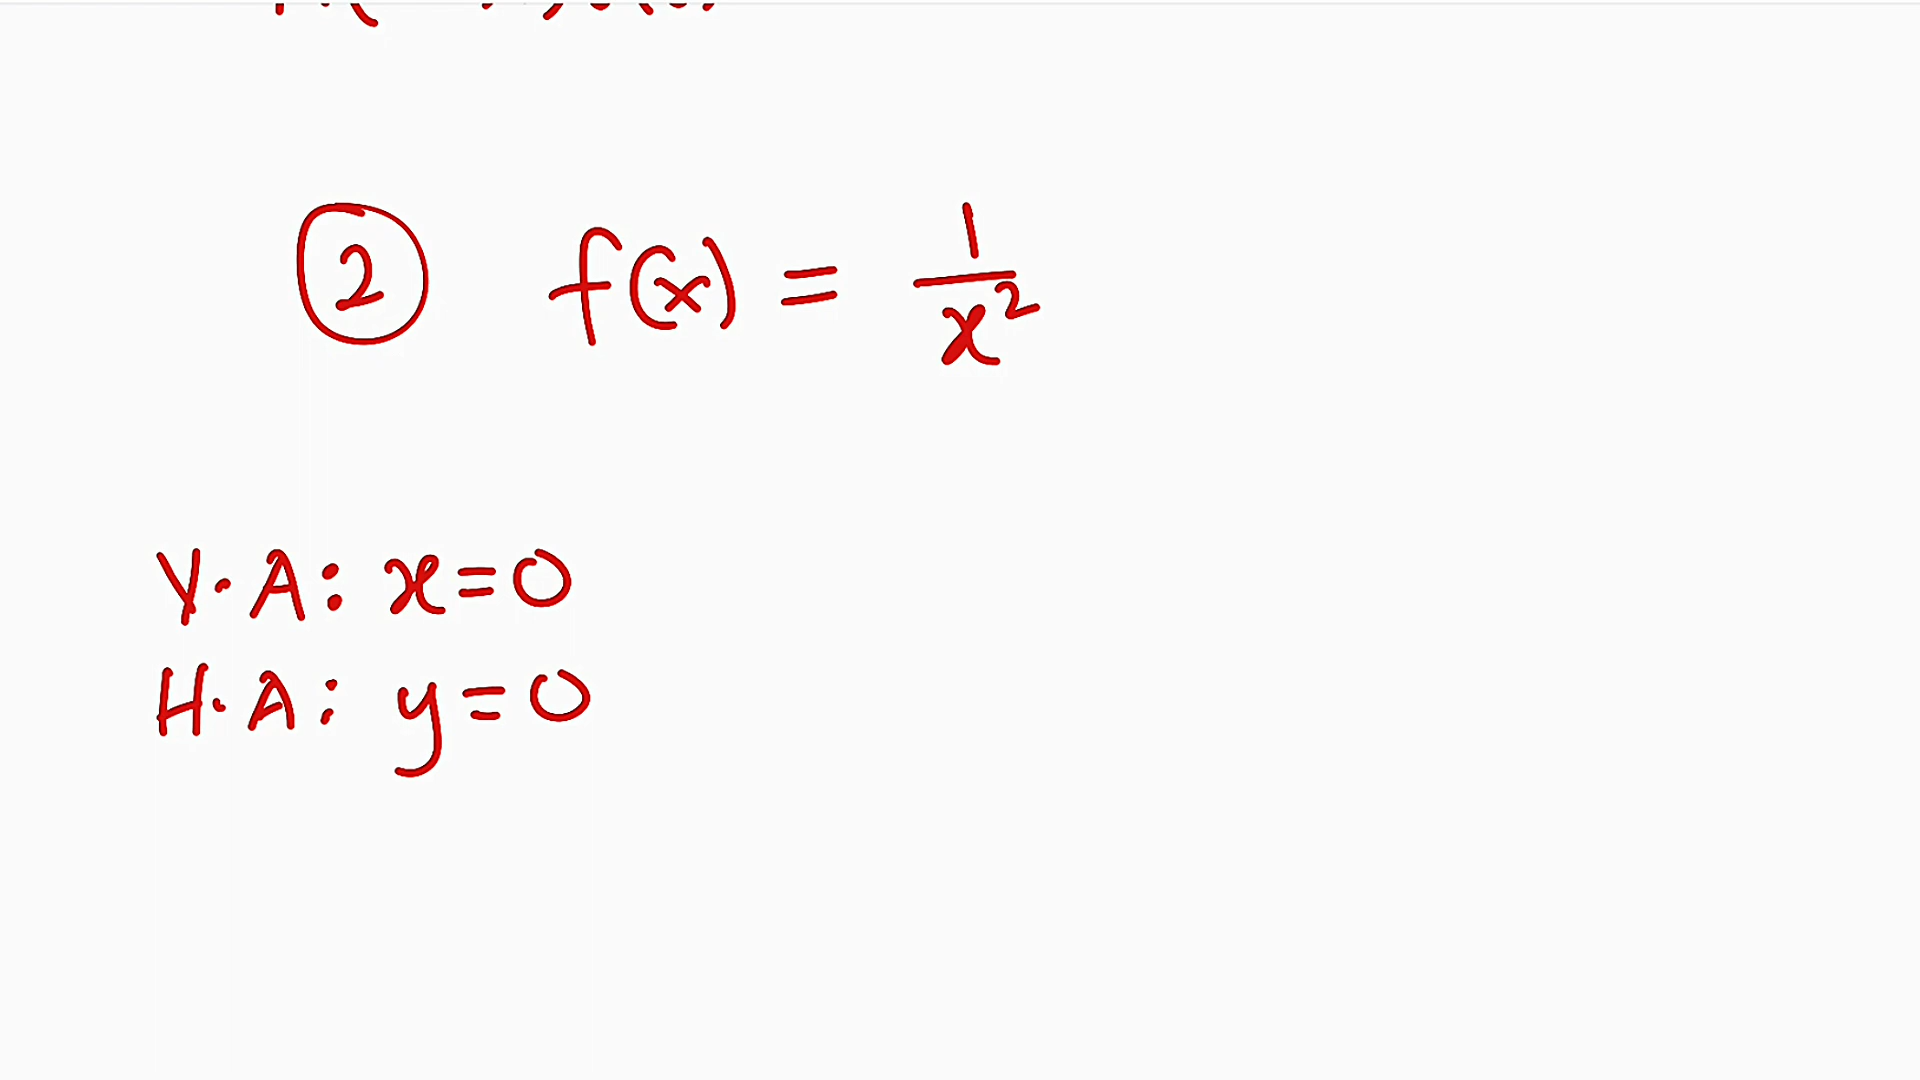 ② f(x) = 1/x²
V.A: x=0
H.A: y=0